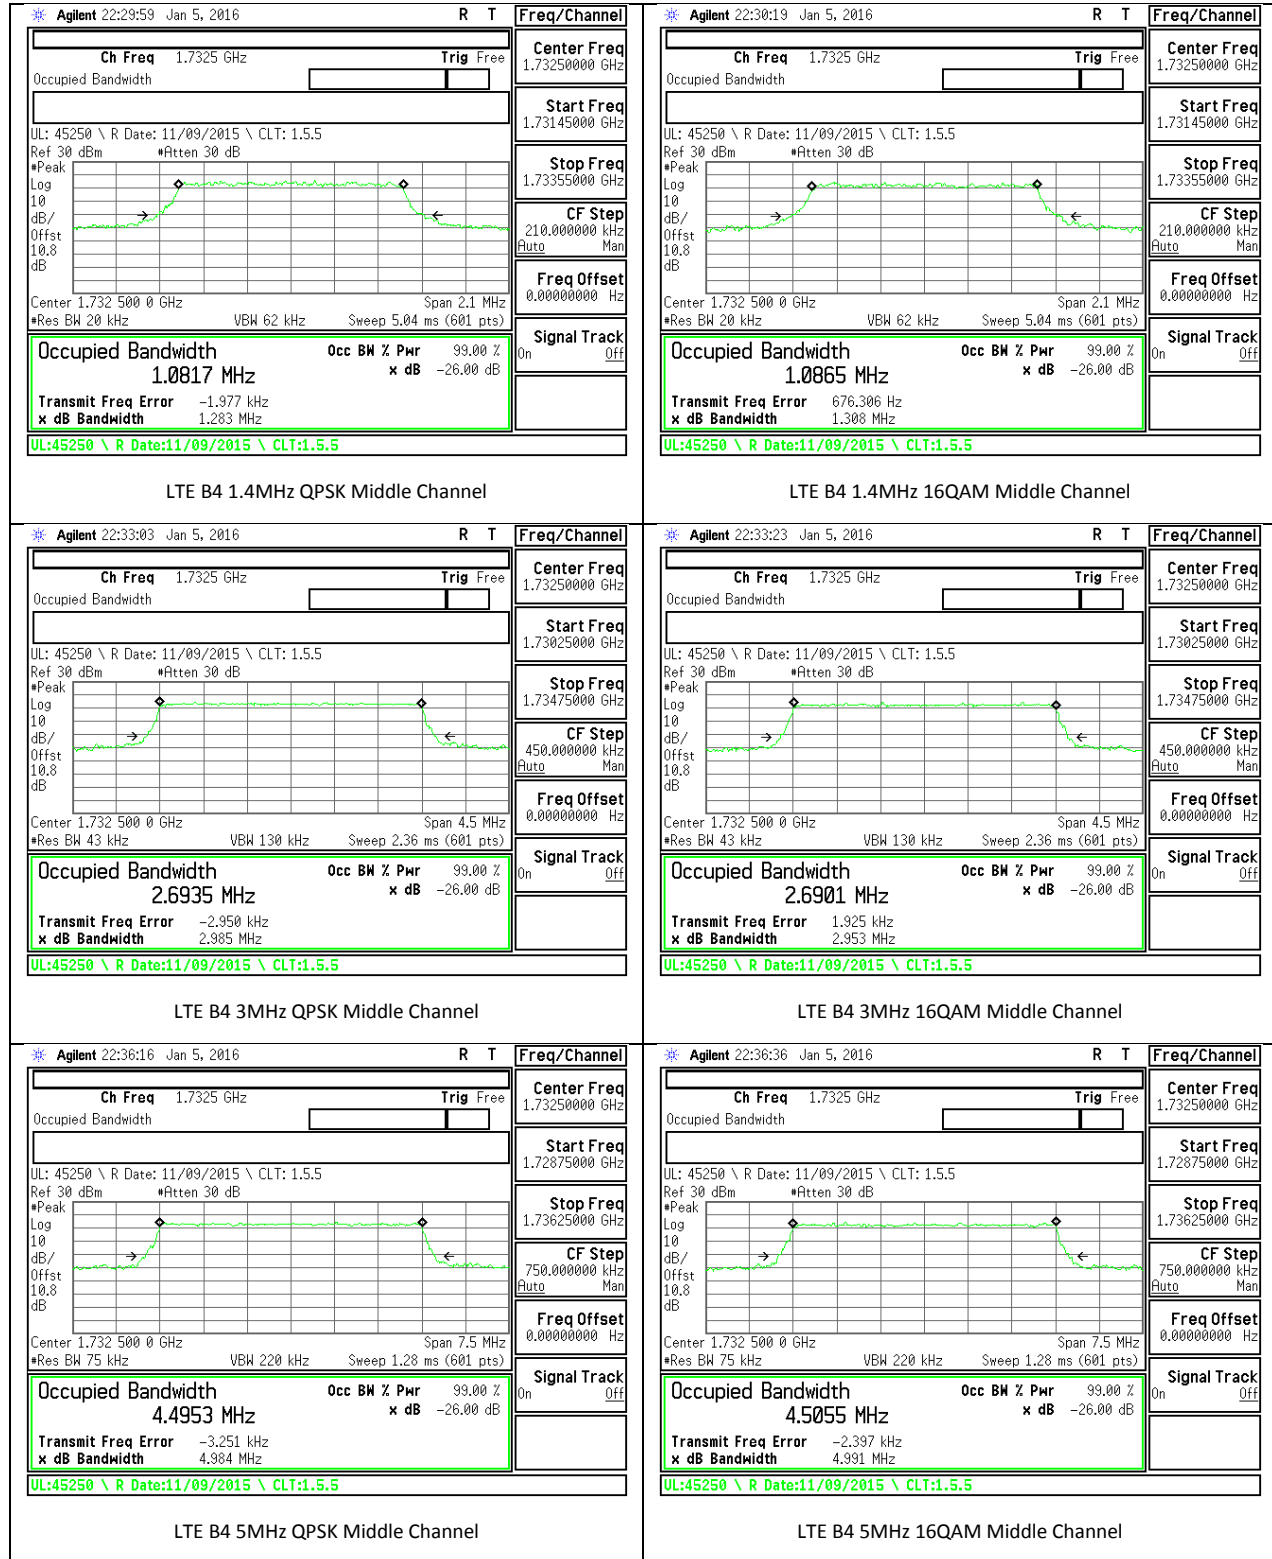 Agilent 22:29:59 Jan 5, 2016 R T Freq/Channel
Ch Freq 1.7325 GHz Trig Free
Occupied Bandwidth
Center Freq
1.73250000 GHz
Start Freq
1.73145000 GHz
UL: 45250 \ R Date: 11/09/2015 \ CLT: 1.5.5
Ref 30 dBm #Atten 30 dB
#Peak
Log
10
dB/
Offst
10.8
dB
Stop Freq
1.73355000 GHz
CF Step
210.000000 kHz
Auto Man
Freq Offset
0.00000000 Hz
Center 1.732 500 0 GHz Span 2.1 MHz
#Res BW 20 kHz VBW 62 kHz Sweep 5.04 ms (601 pts)
Signal Track
On Off
Occupied Bandwidth Occ BW % Pwr 99.00 %
1.0817 MHz x dB -26.00 dB
Transmit Freq Error -1.977 kHz
x dB Bandwidth 1.283 MHz
UL:45250 \ R Date:11/09/2015 \ CLT:1.5.5
LTE B4 1.4MHz QPSK Middle Channel
Agilent 22:30:19 Jan 5, 2016 R T Freq/Channel
Ch Freq 1.7325 GHz Trig Free
Occupied Bandwidth
Center Freq
1.73250000 GHz
Start Freq
1.73145000 GHz
UL: 45250 \ R Date: 11/09/2015 \ CLT: 1.5.5
Ref 30 dBm #Atten 30 dB
#Peak
Log
10
dB/
Offst
10.8
dB
Stop Freq
1.73355000 GHz
CF Step
210.000000 kHz
Auto Man
Freq Offset
0.00000000 Hz
Center 1.732 500 0 GHz Span 2.1 MHz
#Res BW 20 kHz VBW 62 kHz Sweep 5.04 ms (601 pts)
Signal Track
On Off
Occupied Bandwidth Occ BW % Pwr 99.00 %
1.0865 MHz x dB -26.00 dB
Transmit Freq Error 676.306 Hz
x dB Bandwidth 1.308 MHz
UL:45250 \ R Date:11/09/2015 \ CLT:1.5.5
LTE B4 1.4MHz 16QAM Middle Channel
Agilent 22:33:03 Jan 5, 2016 R T Freq/Channel
Ch Freq 1.7325 GHz Trig Free
Occupied Bandwidth
Center Freq
1.73250000 GHz
Start Freq
1.73025000 GHz
UL: 45250 \ R Date: 11/09/2015 \ CLT: 1.5.5
Ref 30 dBm #Atten 30 dB
#Peak
Log
10
dB/
Offst
10.8
dB
Stop Freq
1.73475000 GHz
CF Step
450.000000 kHz
Auto Man
Freq Offset
0.00000000 Hz
Center 1.732 500 0 GHz Span 4.5 MHz
#Res BW 43 kHz VBW 130 kHz Sweep 2.36 ms (601 pts)
Signal Track
On Off
Occupied Bandwidth Occ BW % Pwr 99.00 %
2.6935 MHz x dB -26.00 dB
Transmit Freq Error -2.950 kHz
x dB Bandwidth 2.985 MHz
UL:45250 \ R Date:11/09/2015 \ CLT:1.5.5
LTE B4 3MHz QPSK Middle Channel
Agilent 22:33:23 Jan 5, 2016 R T Freq/Channel
Ch Freq 1.7325 GHz Trig Free
Occupied Bandwidth
Center Freq
1.73250000 GHz
Start Freq
1.73025000 GHz
UL: 45250 \ R Date: 11/09/2015 \ CLT: 1.5.5
Ref 30 dBm #Atten 30 dB
#Peak
Log
10
dB/
Offst
10.8
dB
Stop Freq
1.73475000 GHz
CF Step
450.000000 kHz
Auto Man
Freq Offset
0.00000000 Hz
Center 1.732 500 0 GHz Span 4.5 MHz
#Res BW 43 kHz VBW 130 kHz Sweep 2.36 ms (601 pts)
Signal Track
On Off
Occupied Bandwidth Occ BW % Pwr 99.00 %
2.6901 MHz x dB -26.00 dB
Transmit Freq Error 1.925 kHz
x dB Bandwidth 2.953 MHz
UL:45250 \ R Date:11/09/2015 \ CLT:1.5.5
LTE B4 3MHz 16QAM Middle Channel
Agilent 22:36:16 Jan 5, 2016 R T Freq/Channel
Ch Freq 1.7325 GHz Trig Free
Occupied Bandwidth
Center Freq
1.73250000 GHz
Start Freq
1.72875000 GHz
UL: 45250 \ R Date: 11/09/2015 \ CLT: 1.5.5
Ref 30 dBm #Atten 30 dB
#Peak
Log
10
dB/
Offst
10.8
dB
Stop Freq
1.73625000 GHz
CF Step
750.000000 kHz
Auto Man
Freq Offset
0.00000000 Hz
Center 1.732 500 0 GHz Span 7.5 MHz
#Res BW 75 kHz VBW 220 kHz Sweep 1.28 ms (601 pts)
Signal Track
On Off
Occupied Bandwidth Occ BW % Pwr 99.00 %
4.4953 MHz x dB -26.00 dB
Transmit Freq Error -3.251 kHz
x dB Bandwidth 4.984 MHz
UL:45250 \ R Date:11/09/2015 \ CLT:1.5.5
LTE B4 5MHz QPSK Middle Channel
Agilent 22:36:36 Jan 5, 2016 R T Freq/Channel
Ch Freq 1.7325 GHz Trig Free
Occupied Bandwidth
Center Freq
1.73250000 GHz
Start Freq
1.72875000 GHz
UL: 45250 \ R Date: 11/09/2015 \ CLT: 1.5.5
Ref 30 dBm #Atten 30 dB
#Peak
Log
10
dB/
Offst
10.8
dB
Stop Freq
1.73625000 GHz
CF Step
750.000000 kHz
Auto Man
Freq Offset
0.00000000 Hz
Center 1.732 500 0 GHz Span 7.5 MHz
#Res BW 75 kHz VBW 220 kHz Sweep 1.28 ms (601 pts)
Signal Track
On Off
Occupied Bandwidth Occ BW % Pwr 99.00 %
4.5055 MHz x dB -26.00 dB
Transmit Freq Error -2.397 kHz
x dB Bandwidth 4.991 MHz
UL:45250 \ R Date:11/09/2015 \ CLT:1.5.5
LTE B4 5MHz 16QAM Middle Channel